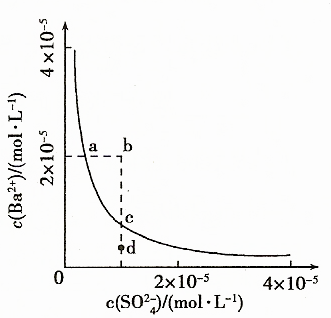 4×10⁻⁵
2×10⁻⁵
c(Ba²⁺)/(mol·L⁻¹)
a
b
c
d
0
2×10⁻⁵
4×10⁻⁵
c(SO₄²⁻)/(mol·L⁻¹)